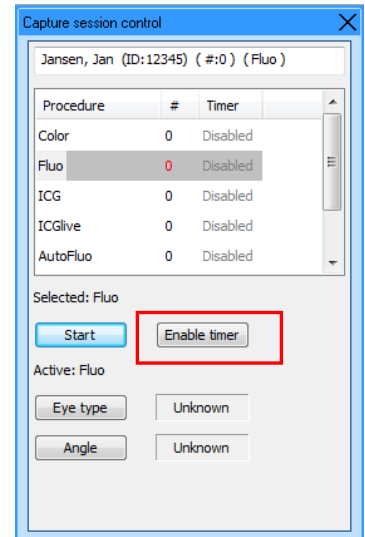 Capture session control
Jansen, Jan (ID:12345) ( #:0 ) ( Fluo )
Procedure # Timer
Color 0 Disabled
Fluo 0 Disabled
ICG 0 Disabled
ICGlive 0 Disabled
AutoFluo 0 Disabled
Selected: Fluo
Start Enable timer
Active: Fluo
Eye type Unknown
Angle Unknown